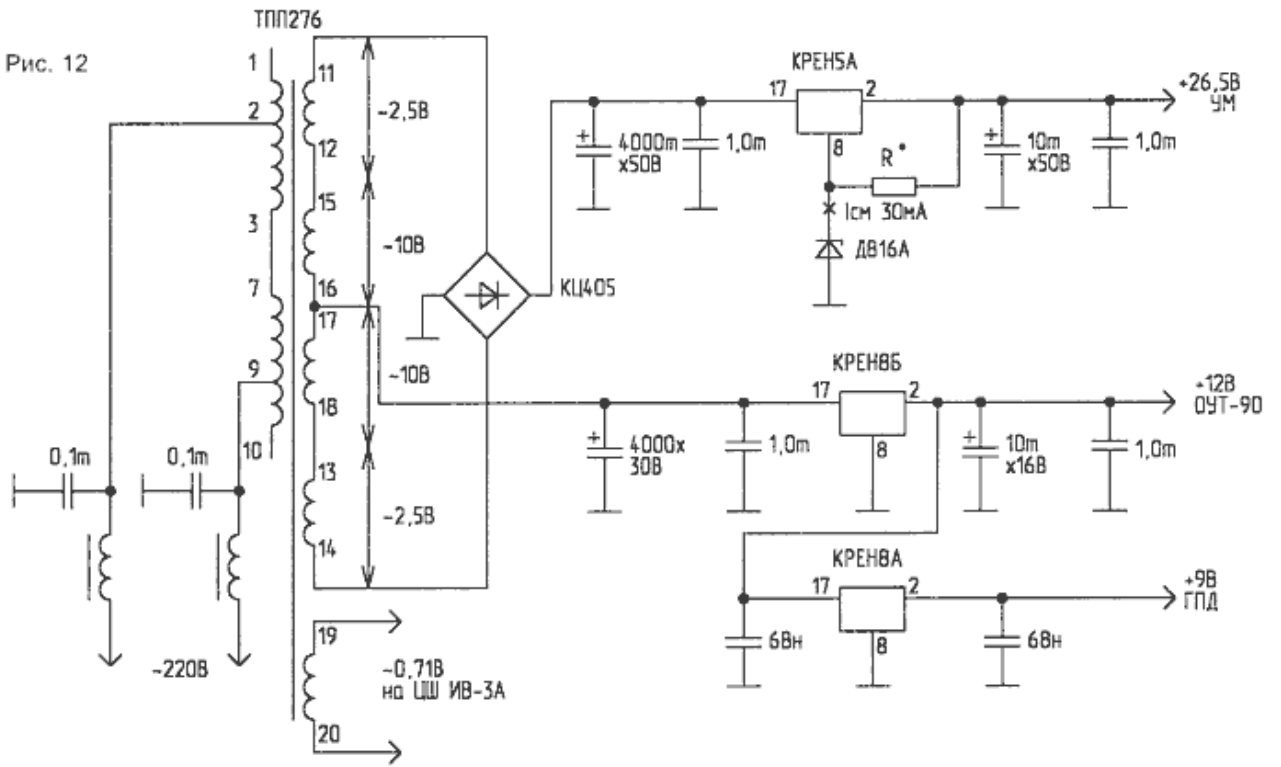 ТПП276
Рис. 12
1
2
3
7
9
10
11
12
15
16
17
18
13
14
19
20
~2,5В
~10В
~10В
~2,5В
~0,71В
на ЦШ ИВ-3А
0,1m
0,1m
~220В
КЦ405
КРЕН5А
17
2
8
+
4000m
х50В
1,0m
R*
Iсм 30мА
ДВ16А
+
10m
х50В
1,0m
+26,5В
УМ
КРЕН8Б
17
2
8
+
4000х
30В
1,0m
+
10m
х16В
1,0m
+12В
ОУТ-90
КРЕН8А
17
2
8
6Вн
6Вн
+9В
ГПД